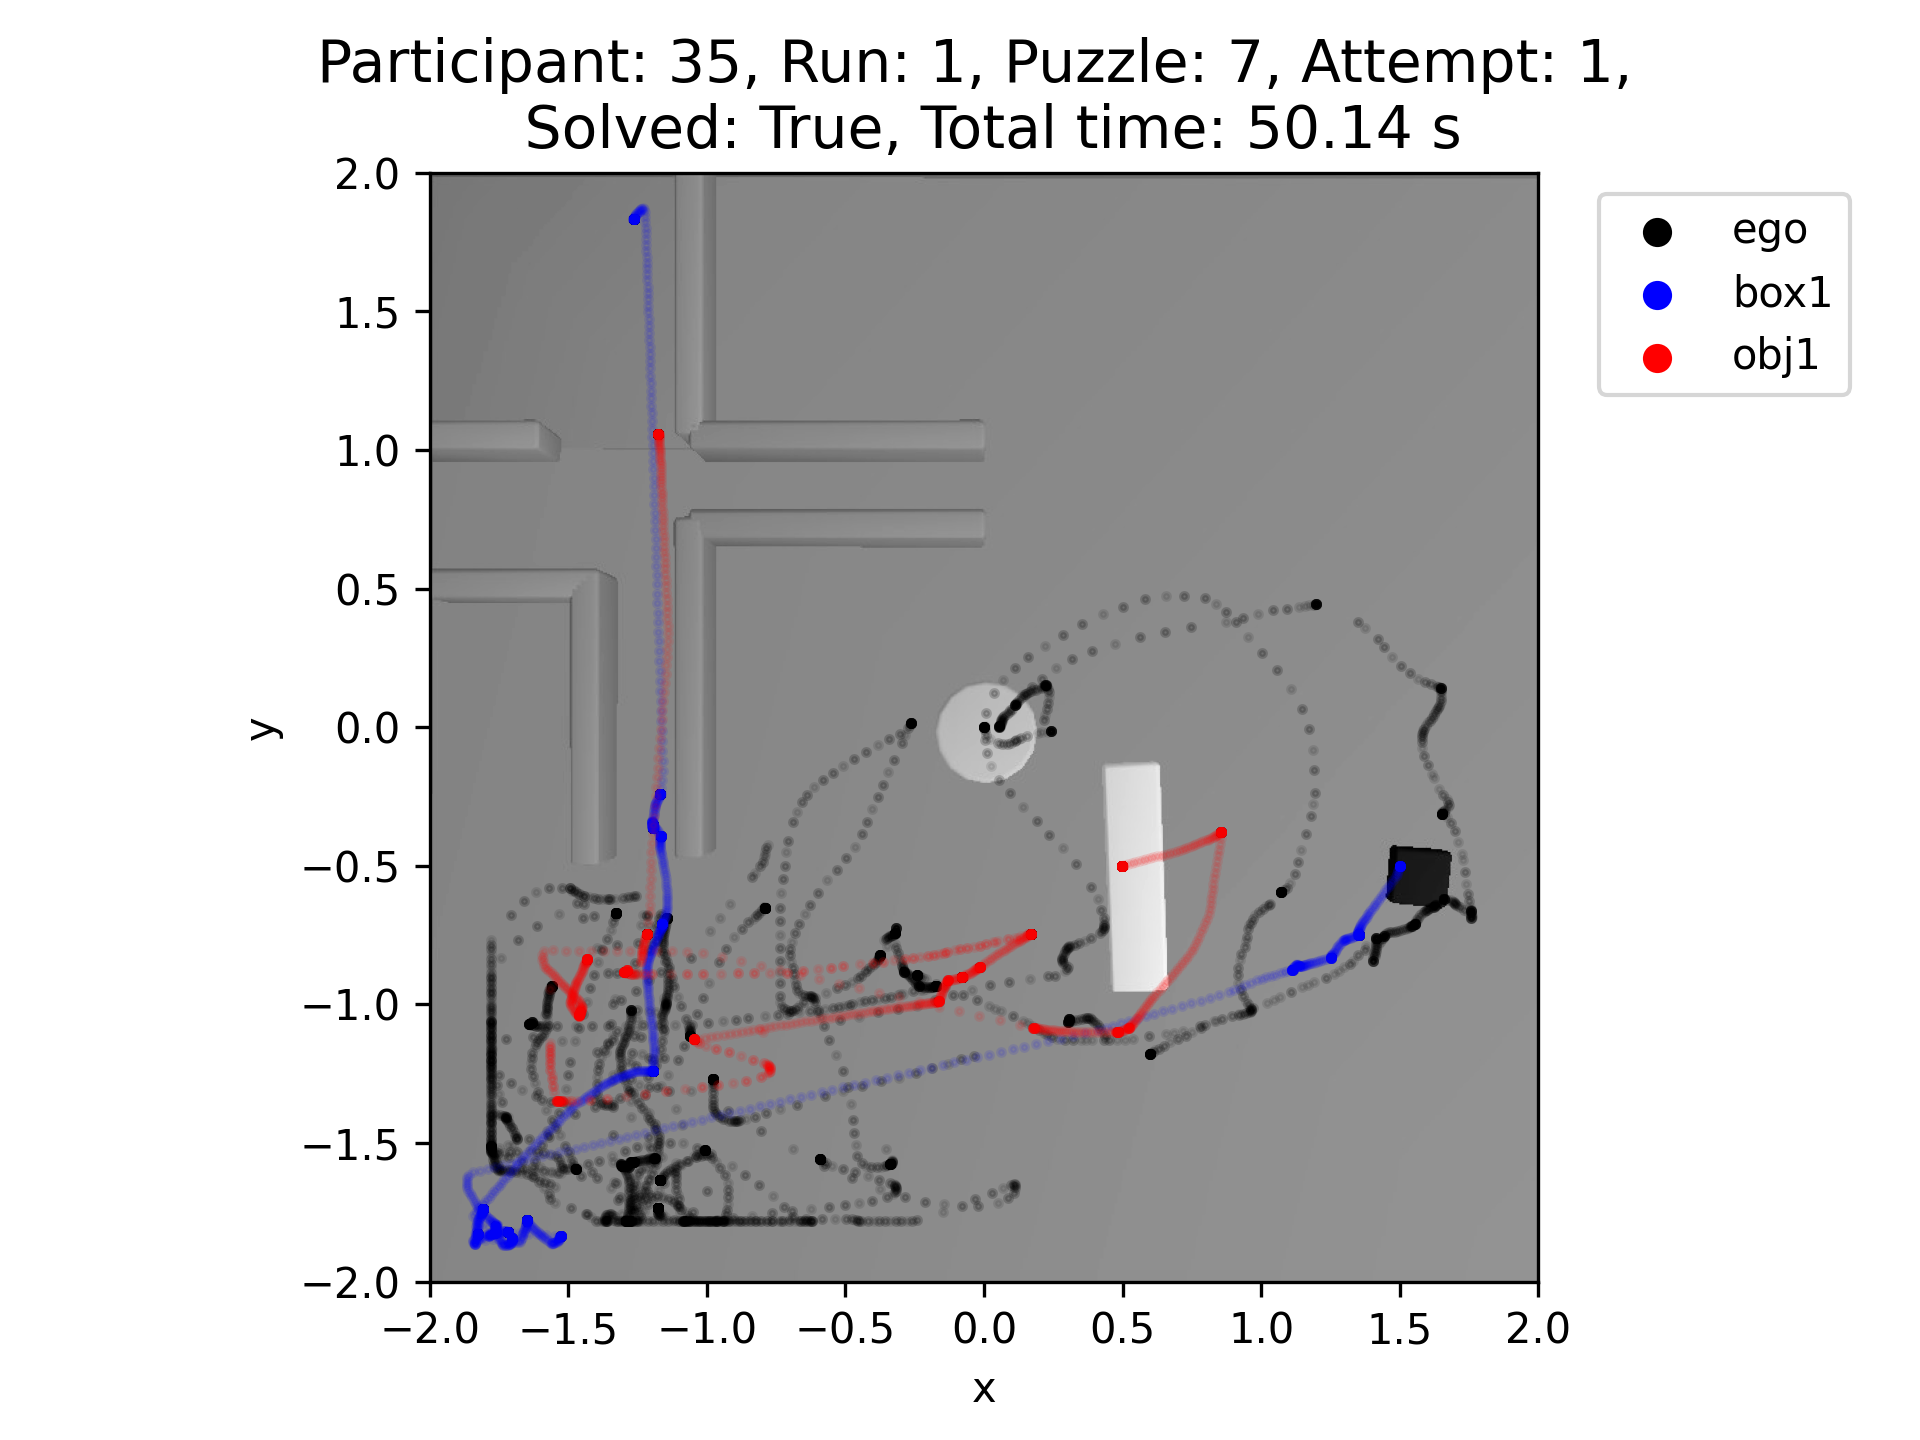 Participant: 35, Run: 1, Puzzle: 7, Attempt: 1,
Solved: True, Total time: 50.14 s
ego
box1
obj1
2.0
1.5
1.0
0.5
0.0
−0.5
−1.0
−1.5
−2.0
y
−2.0 −1.5 −1.0 −0.5 0.0 0.5 1.0 1.5 2.0
x